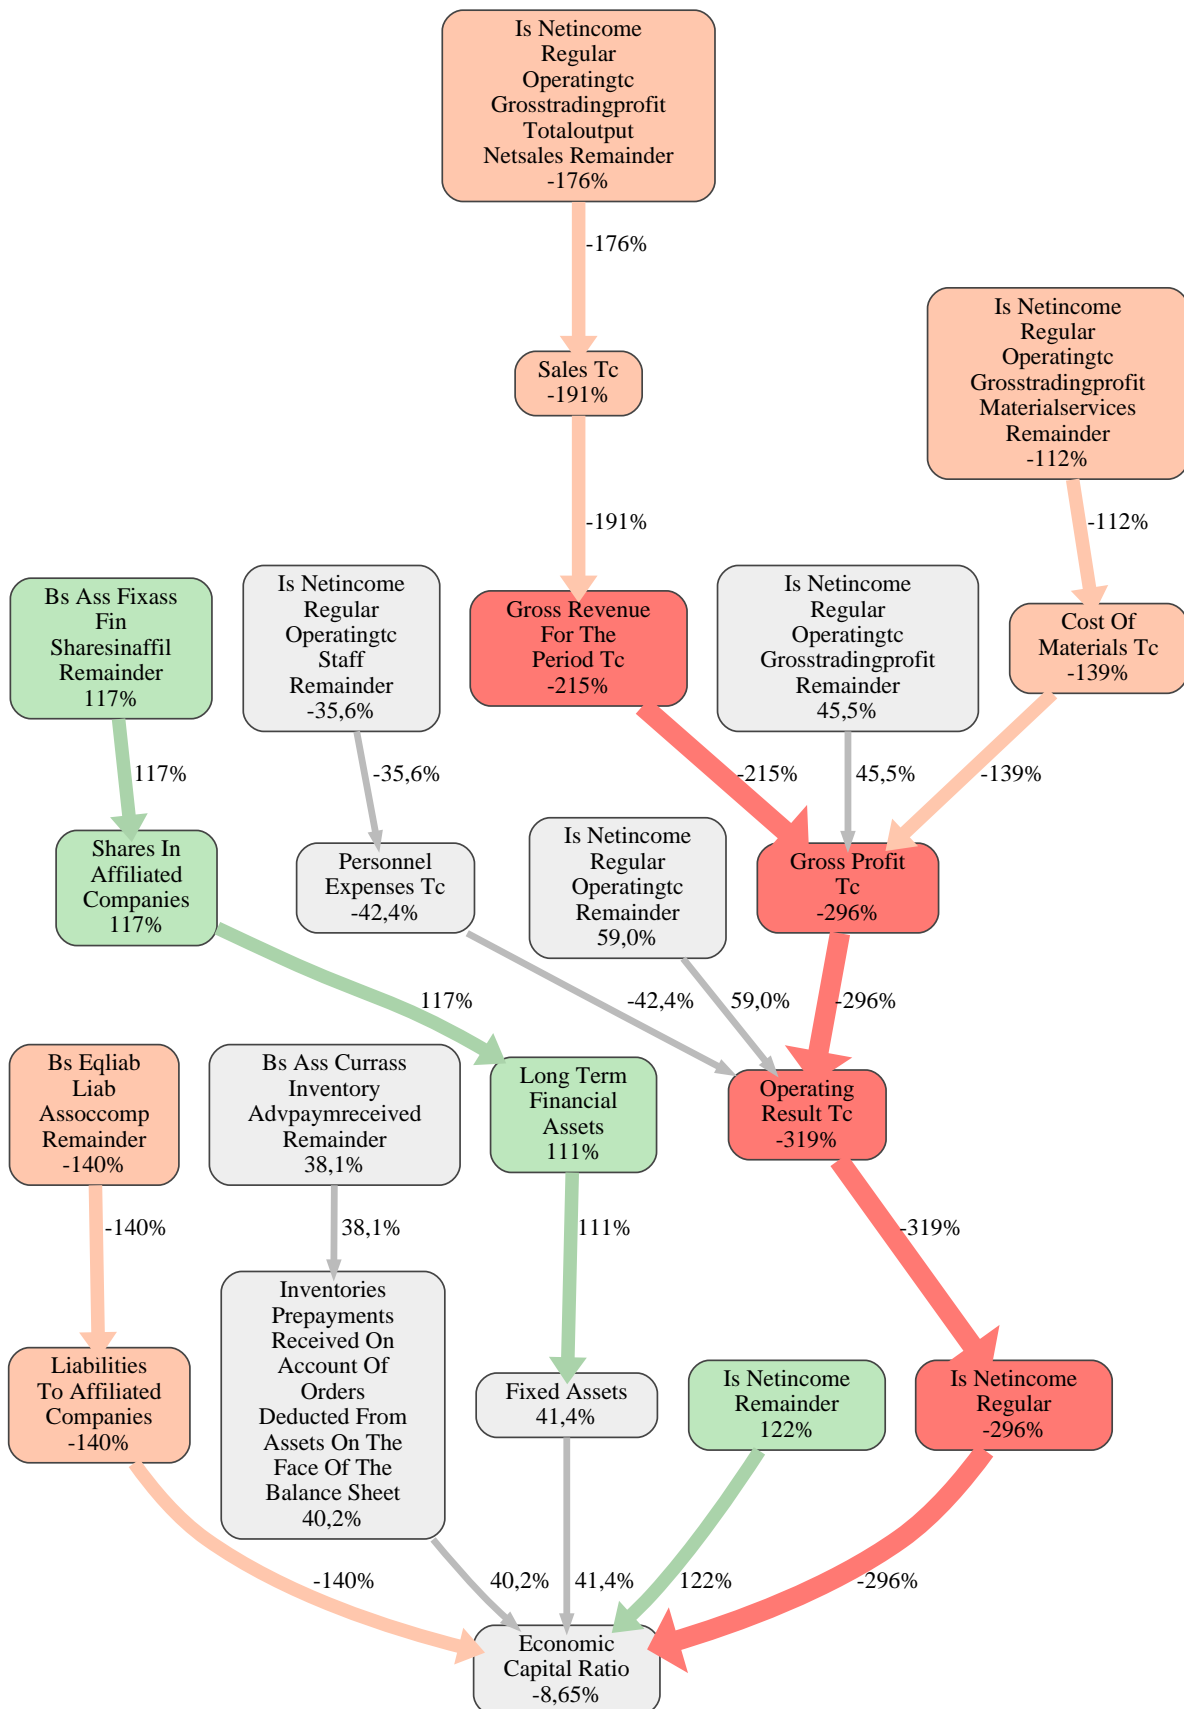 Is Netincome
Regular
Operatingtc
Grosstradingprofit
Totaloutput
Netsales Remainder
-176%
-176%
Is Netincome
Regular
Operatingtc
Grosstradingprofit
Materialservices
Remainder
-112%
Sales Tc
-191%
-191%
-112%
Bs Ass Fixass
Fin
Sharesinaffil
Remainder
117%
Is Netincome
Regular
Operatingtc
Staff
Remainder
-35,6%
Gross Revenue
For The
Period Tc
-215%
Is Netincome
Regular
Operatingtc
Grosstradingprofit
Remainder
45,5%
Cost Of
Materials Tc
-139%
117%
-35,6%
-215%
45,5%
-139%
Shares In
Affiliated
Companies
117%
Personnel
Expenses Tc
-42,4%
Is Netincome
Regular
Operatingtc
Remainder
59,0%
Gross Profit
Tc
-296%
117%
-42,4%
59,0%
-296%
Bs Eqliab
Liab
Assoccomp
Remainder
-140%
Bs Ass Currass
Inventory
Advpaymreceived
Remainder
38,1%
Long Term
Financial
Assets
111%
Operating
Result Tc
-319%
-140%
38,1%
111%
-319%
Liabilities
To Affiliated
Companies
-140%
Inventories
Prepayments
Received On
Account Of
Orders
Deducted From
Assets On The
Face Of The
Balance Sheet
40,2%
Fixed Assets
41,4%
Is Netincome
Remainder
122%
Is Netincome
Regular
-296%
-140%
40,2%
41,4%
122%
-296%
Economic
Capital Ratio
-8,65%